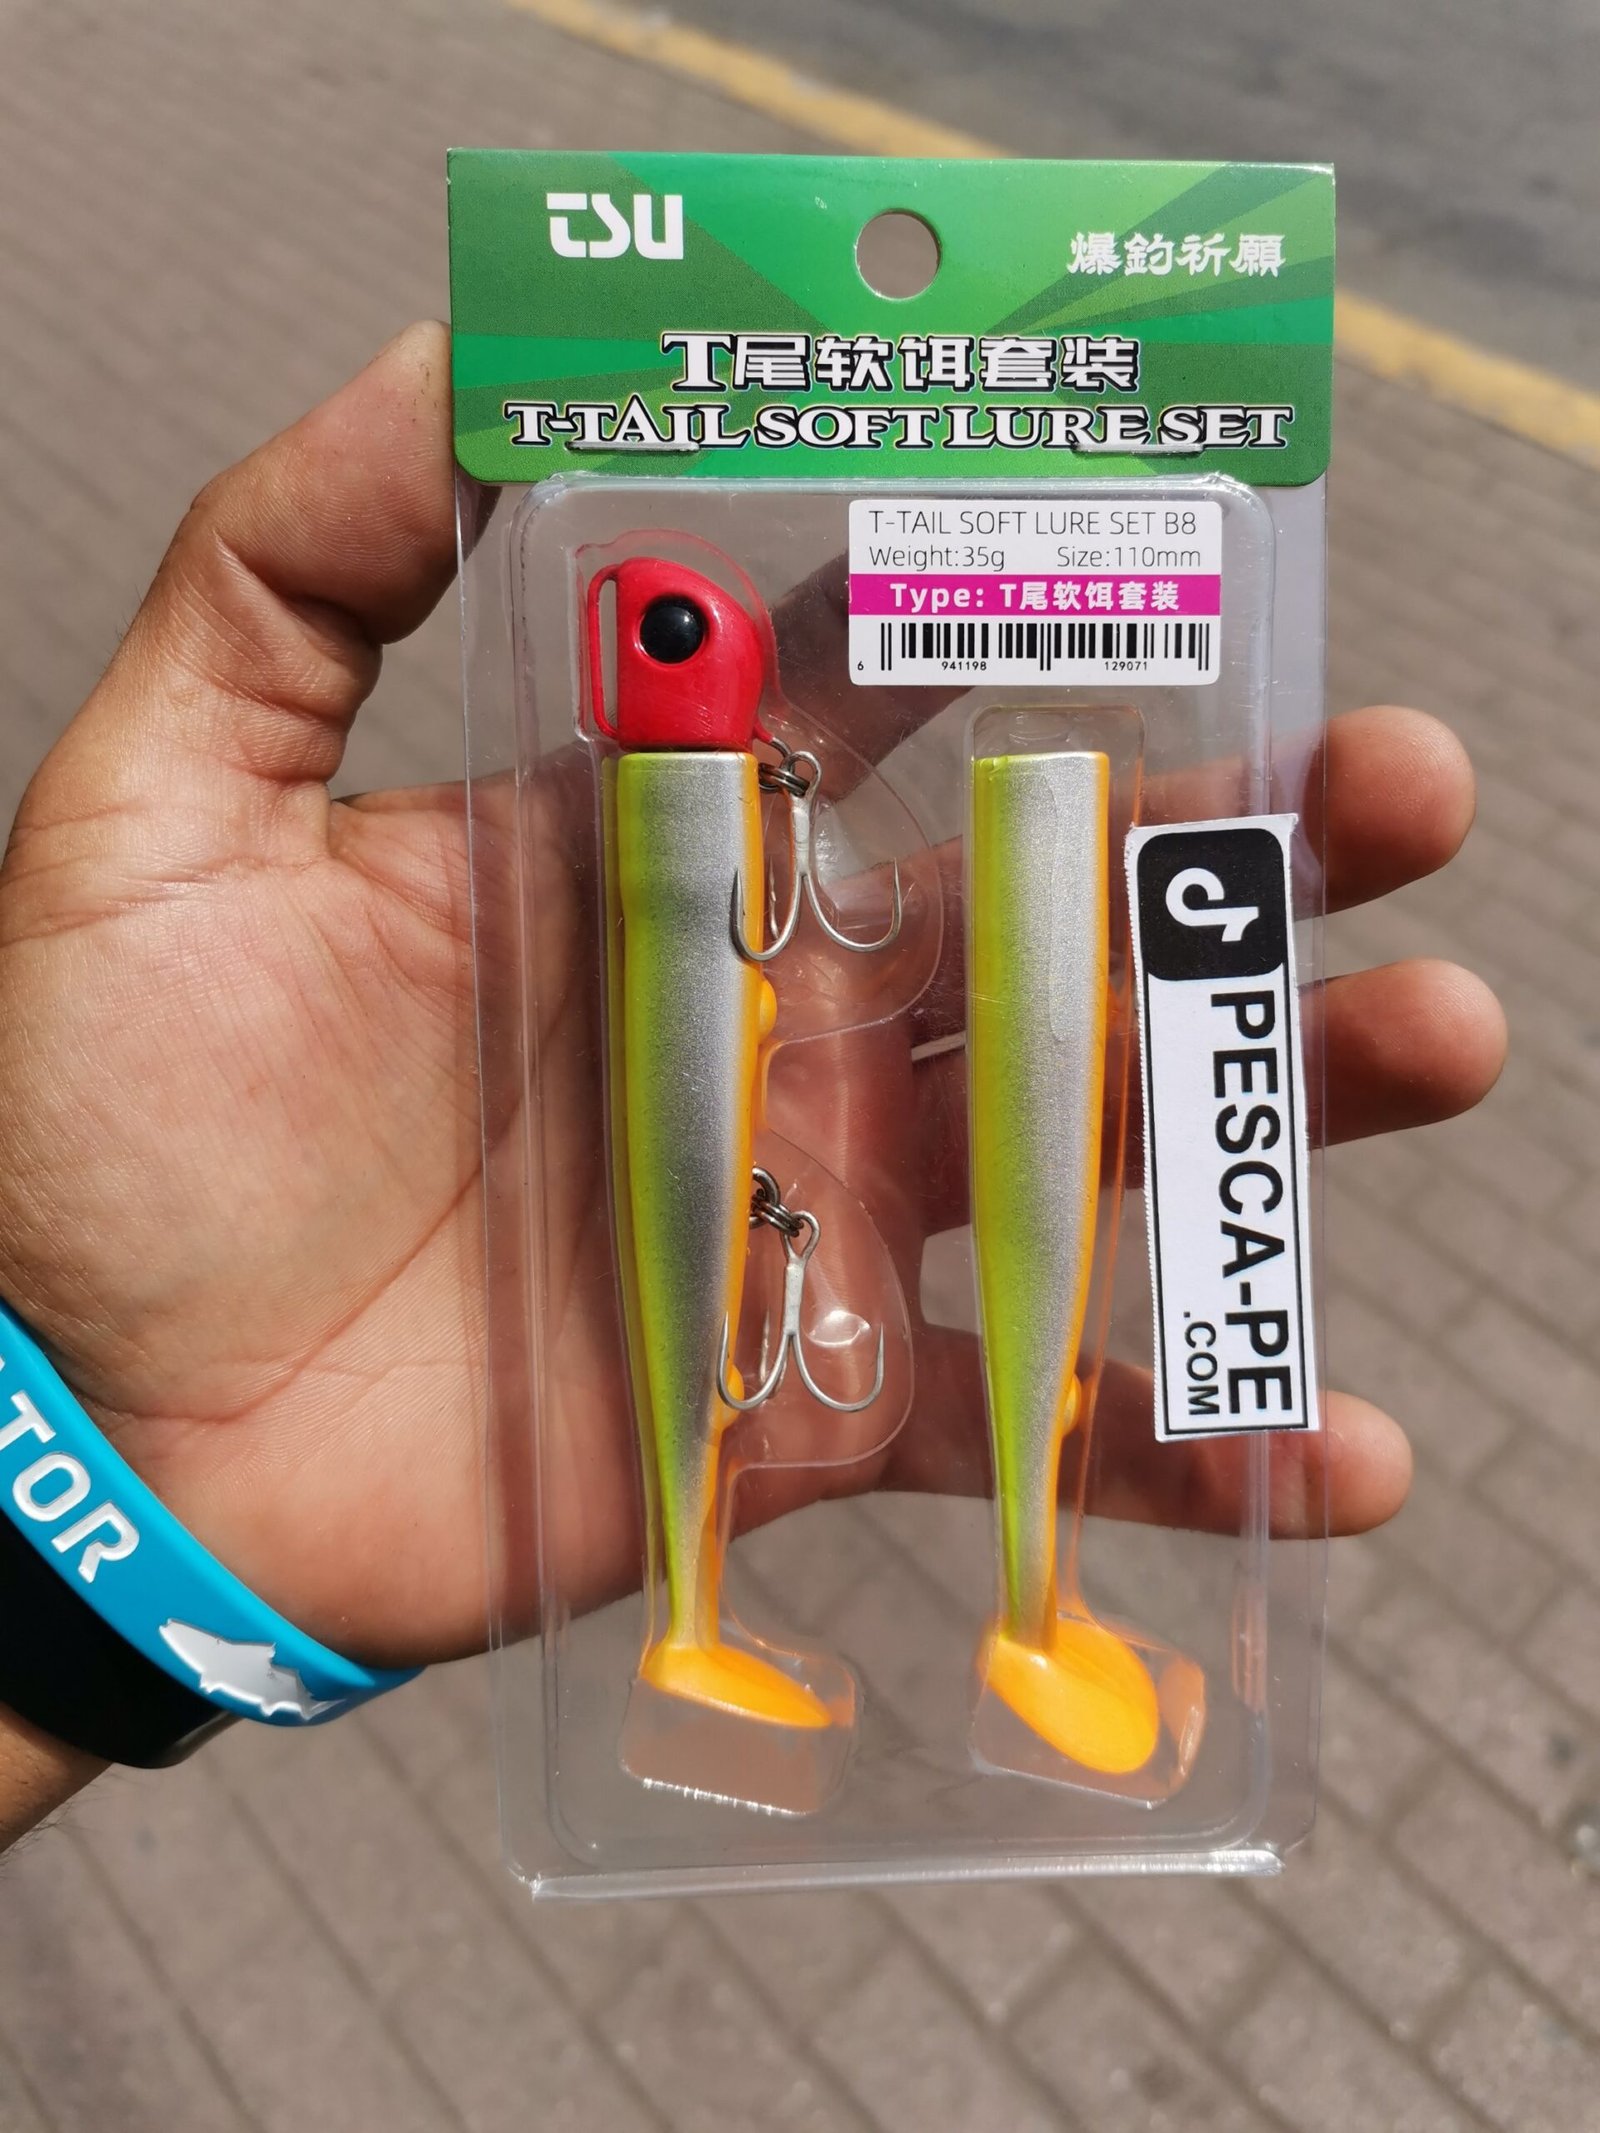 TSU
爆釣祈願
T尾软饵套装
T-TAIL SOFT LURE SET
T-TAIL SOFT LURE SET B8
Weight:35g Size:110mm
Type: T尾软饵套装
6 941198 129071
PESCA-PE
.COM
TOR